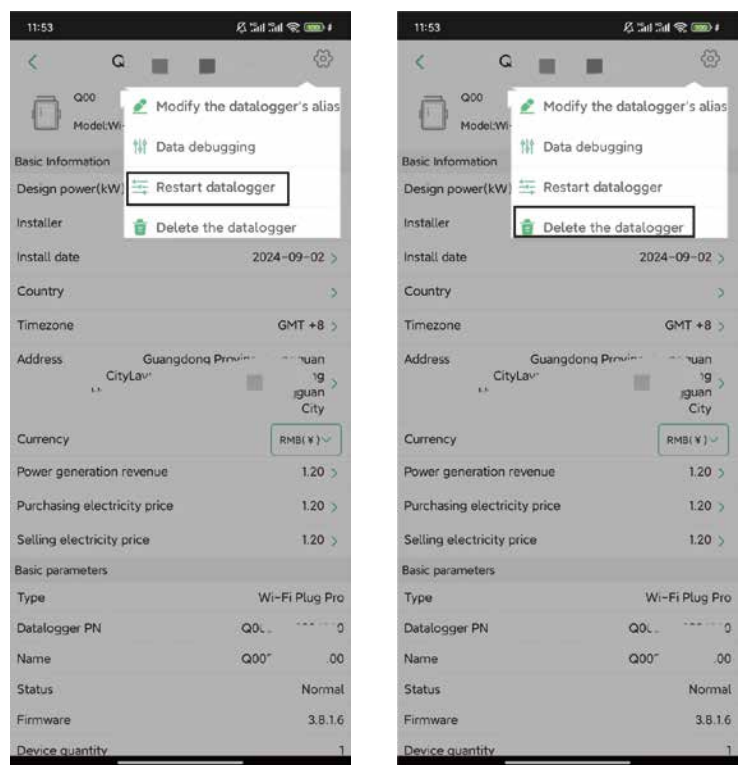 11:53
Q
Q00
Modify the datalogger's alias
Model:Wi-
Data debugging
Basic Information
Design power(kW)
Restart datalogger
Installer
Delete the datalogger
Install date 2024-09-02
Country
Timezone GMT +8
Address Guangdong
CityLav
City
Currency RMB(¥)
Power generation revenue 1.20
Purchasing electricity price 1.20
Selling electricity price 1.20
Basic parameters
Type Wi-Fi Plug Pro
Datalogger PN
Name Q00 .00
Status Normal
Firmware 3.8.1.6
Device quantity 1
11:53
Q
Q00
Modify the datalogger's alias
Model:Wi-
Data debugging
Basic Information
Design power(kW)
Restart datalogger
Installer
Delete the datalogger
Install date 2024-09-02
Country
Timezone GMT +8
Address Guangdong
CityLav
City
Currency RMB(¥)
Power generation revenue 1.20
Purchasing electricity price 1.20
Selling electricity price 1.20
Basic parameters
Type Wi-Fi Plug Pro
Datalogger PN
Name Q00 .00
Status Normal
Firmware 3.8.1.6
Device quantity 1